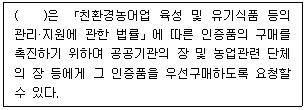 (     )은 「친환경농어업 육성 및 유기식품 등의
관리·지원에 관한 법률」에 따른 인증품의 구매를
촉진하기 위하여 공공기관의 장 및 농업관련 단체
의 장 등에게 그 인증품을 우선구매하도록 요청할
수 있다.